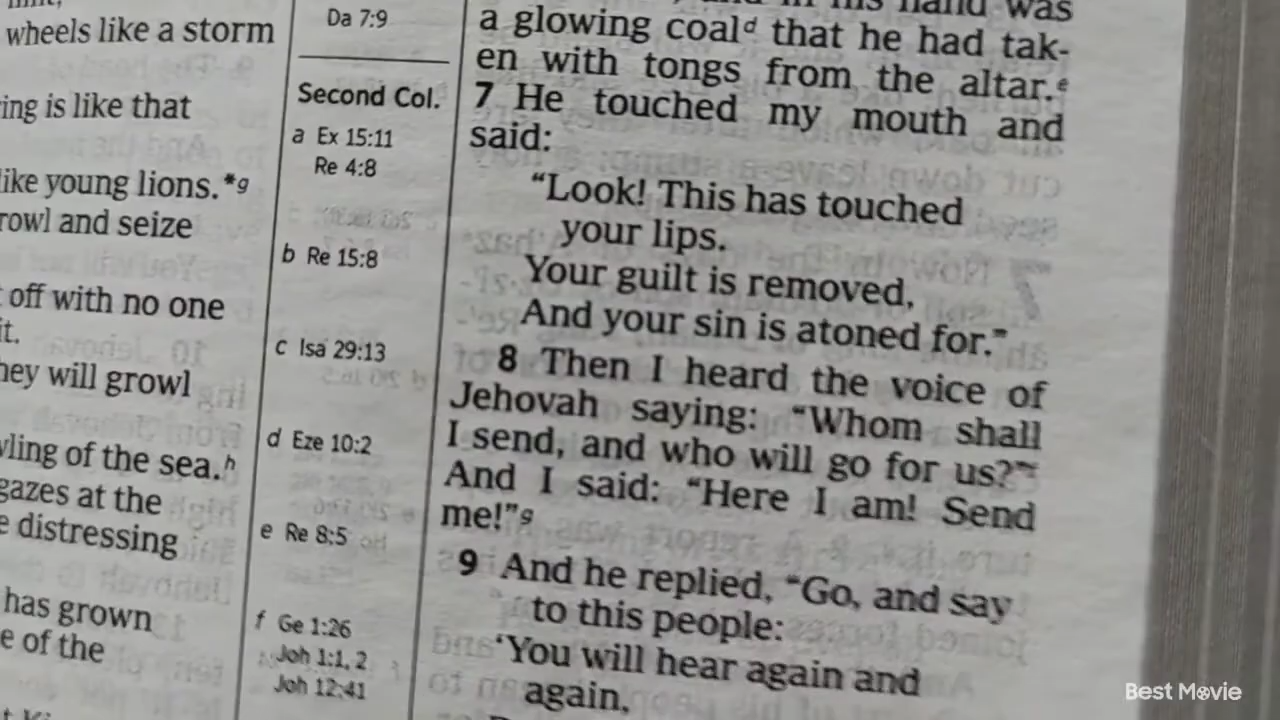 wheels like a storm
ing is like that
like young lions.*g
rowl and seize
off with no one
it.
hey will growl
of the sea.h
gazes at the
distressing
has grown
of the
Da 7:9
Second Col.
a Ex 15:11
Re 4:8
b Re 15:8
c Isa 29:13
d Eze 10:2
e Re 8:5
f Ge 1:26
Joh 1:1, 2
Joh 12:41
in his hand was
a glowing coald that he had tak-
en with tongs from the altar.e
7 He touched my mouth and
said:
“Look! This has touched
your lips.
Your guilt is removed,
And your sin is atoned for.”
8 Then I heard the voice of
Jehovah saying: “Whom shall
I send, and who will go for us?”f
And I said: “Here I am! Send
me!”g
9 And he replied, “Go, and say
to this people:
‘You will hear again and
again,
Best Movie